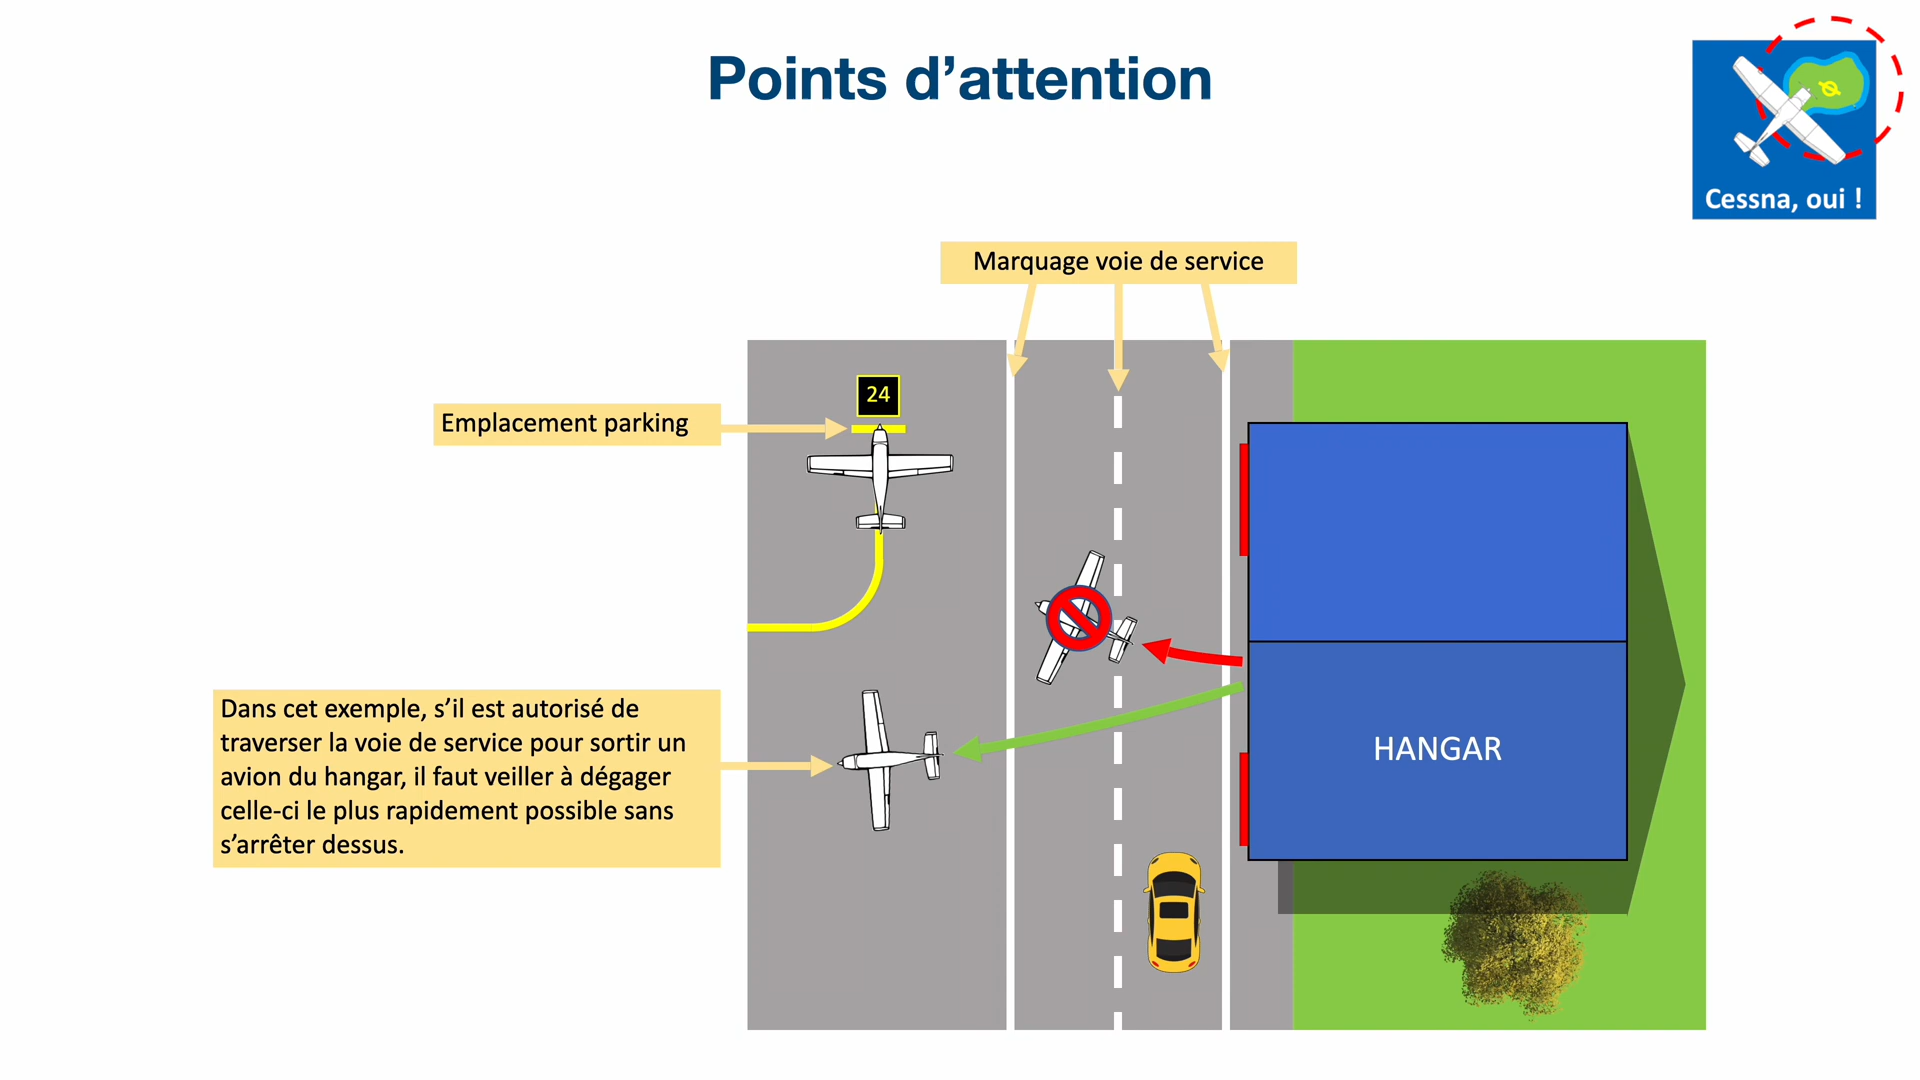 Points d’attention
Cessna, oui !
Marquage voie de service
24
Emplacement parking
Dans cet exemple, s’il est autorisé de
traverser la voie de service pour sortir un
avion du hangar, il faut veiller à dégager
celle-ci le plus rapidement possible sans
s’arrêter dessus.
HANGAR